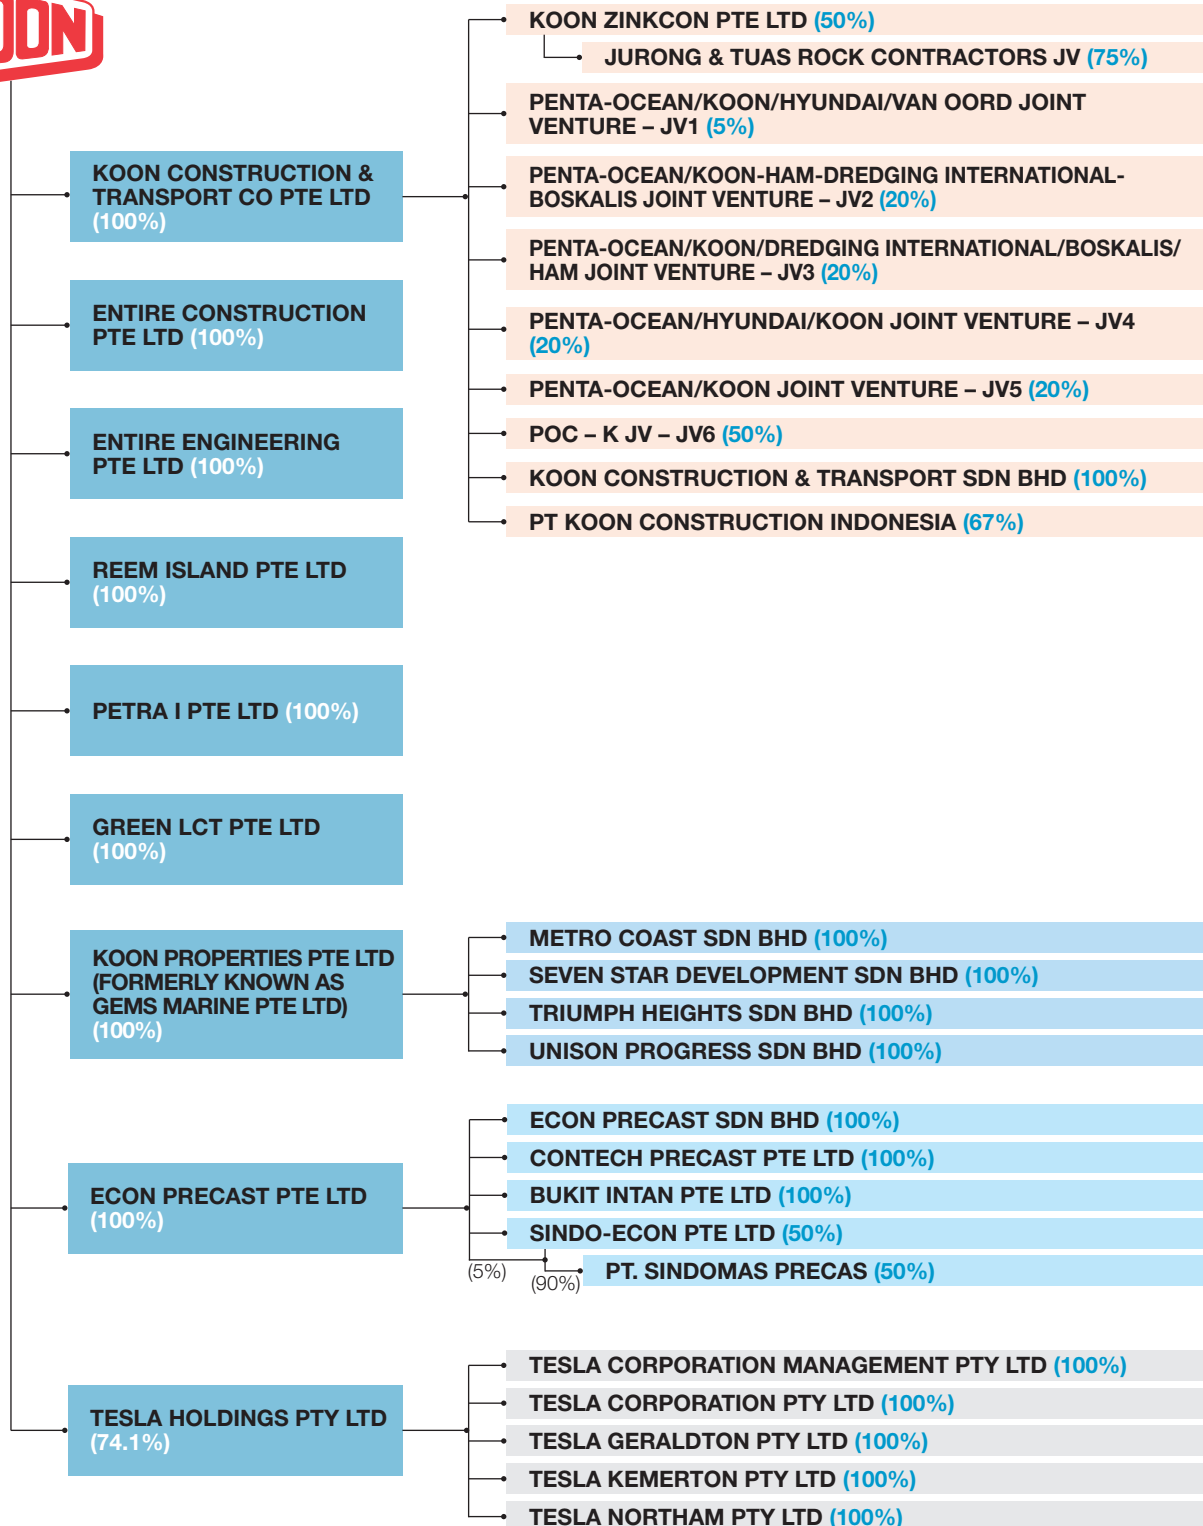 KOON ZINKCON PTE LTD (50%)
JURONG & TUAS ROCK CONTRACTORS JV (75%)
PENTA-OCEAN/KOON/HYUNDAI/VAN OORD JOINT
VENTURE – JV1 (5%)
KOON CONSTRUCTION &
TRANSPORT CO PTE LTD
(100%)
PENTA-OCEAN/KOON-HAM-DREDGING INTERNATIONAL-
BOSKALIS JOINT VENTURE – JV2 (20%)
PENTA-OCEAN/KOON/DREDGING INTERNATIONAL/BOSKALIS/
HAM JOINT VENTURE – JV3 (20%)
ENTIRE CONSTRUCTION
PTE LTD (100%)
PENTA-OCEAN/HYUNDAI/KOON JOINT VENTURE – JV4
(20%)
PENTA-OCEAN/KOON JOINT VENTURE – JV5 (20%)
POC – K JV – JV6 (50%)
ENTIRE ENGINEERING
PTE LTD (100%)
KOON CONSTRUCTION & TRANSPORT SDN BHD (100%)
PT KOON CONSTRUCTION INDONESIA (67%)
REEM ISLAND PTE LTD
(100%)
PETRA I PTE LTD (100%)
GREEN LCT PTE LTD
(100%)
KOON PROPERTIES PTE LTD
(FORMERLY KNOWN AS
GEMS MARINE PTE LTD)
(100%)
METRO COAST SDN BHD (100%)
SEVEN STAR DEVELOPMENT SDN BHD (100%)
TRIUMPH HEIGHTS SDN BHD (100%)
UNISON PROGRESS SDN BHD (100%)
ECON PRECAST PTE LTD
(100%)
ECON PRECAST SDN BHD (100%)
CONTECH PRECAST PTE LTD (100%)
BUKIT INTAN PTE LTD (100%)
SINDO-ECON PTE LTD (50%)
(5%)
(90%)
PT. SINDOMAS PRECAS (50%)
TESLA HOLDINGS PTY LTD
(74.1%)
TESLA CORPORATION MANAGEMENT PTY LTD (100%)
TESLA CORPORATION PTY LTD (100%)
TESLA GERALDTON PTY LTD (100%)
TESLA KEMERTON PTY LTD (100%)
TESLA NORTHAM PTY LTD (100%)